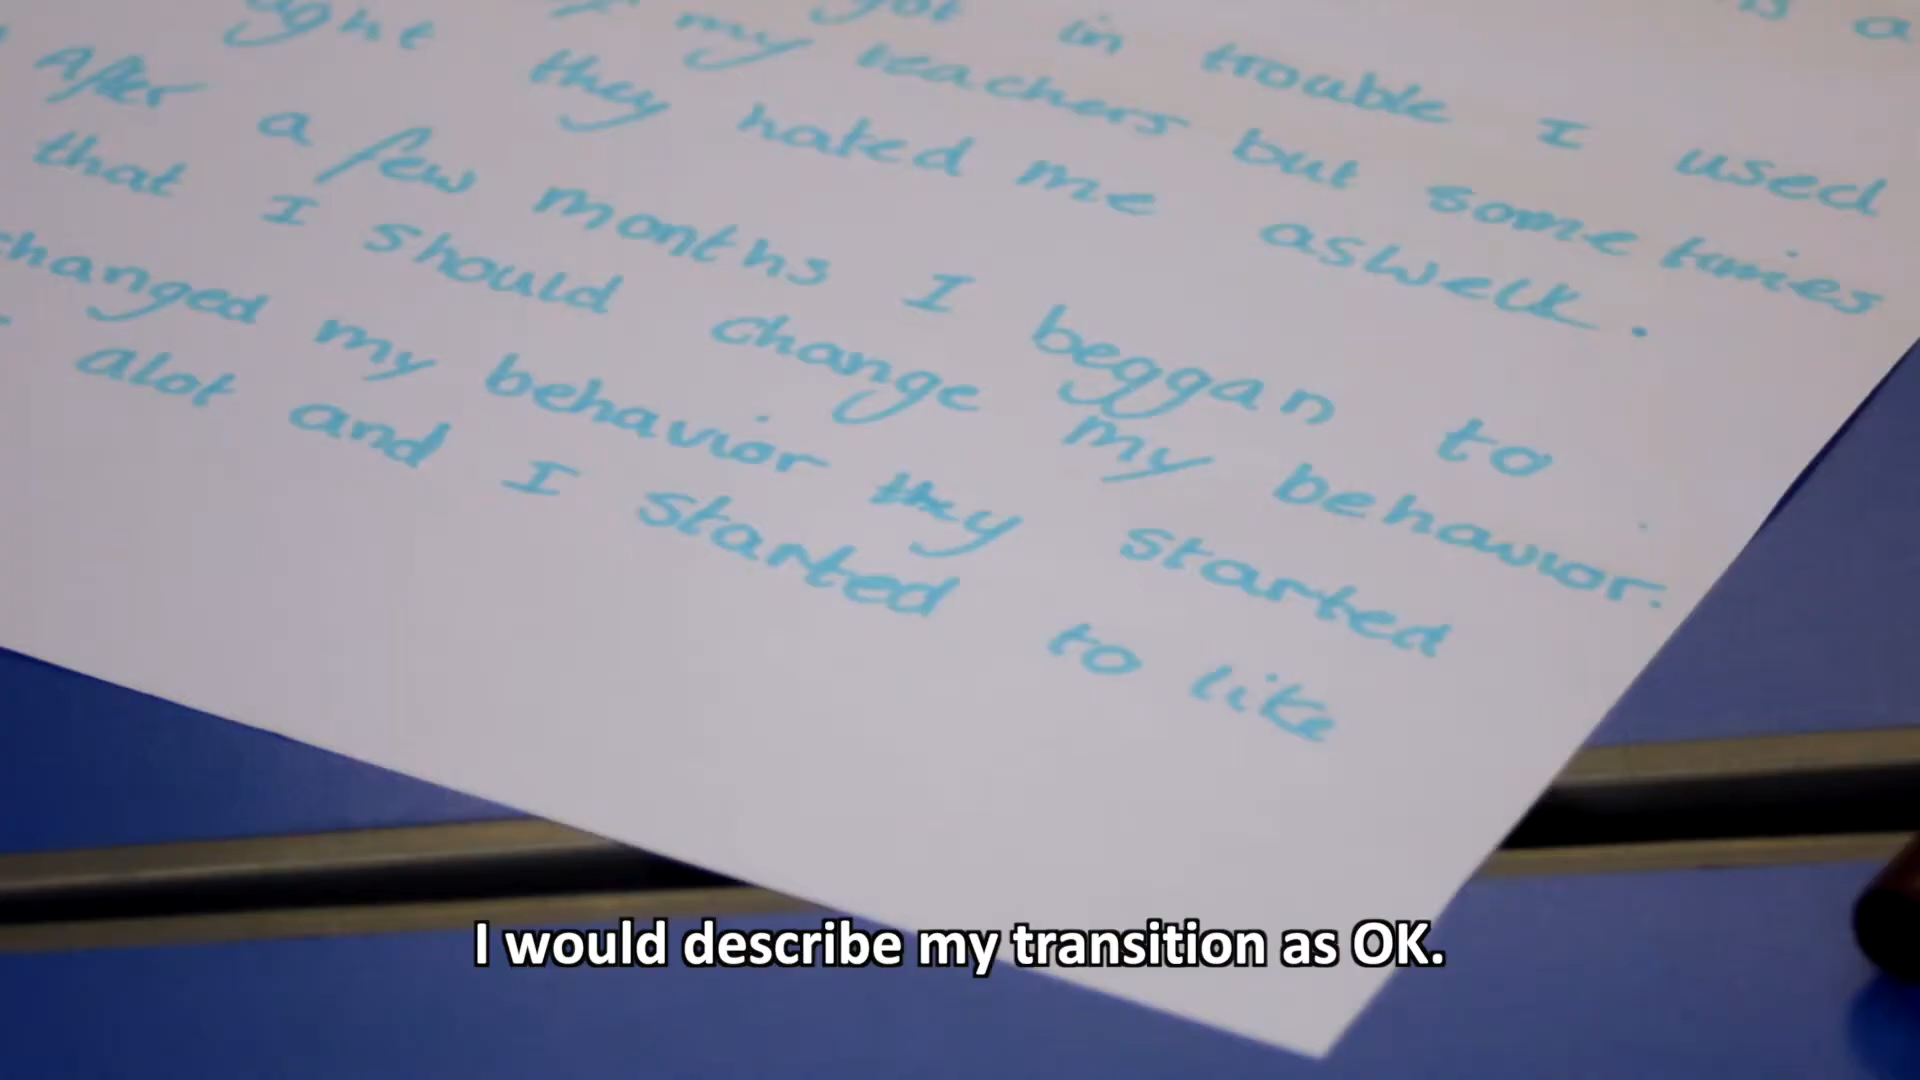 is a
got in trouble I used
my teachers but some times
they hated me aswell.
After a few months I beggan to
that I should change my behavior.
changed my behavior they started
alot and I started to like
I would describe my transition as OK.